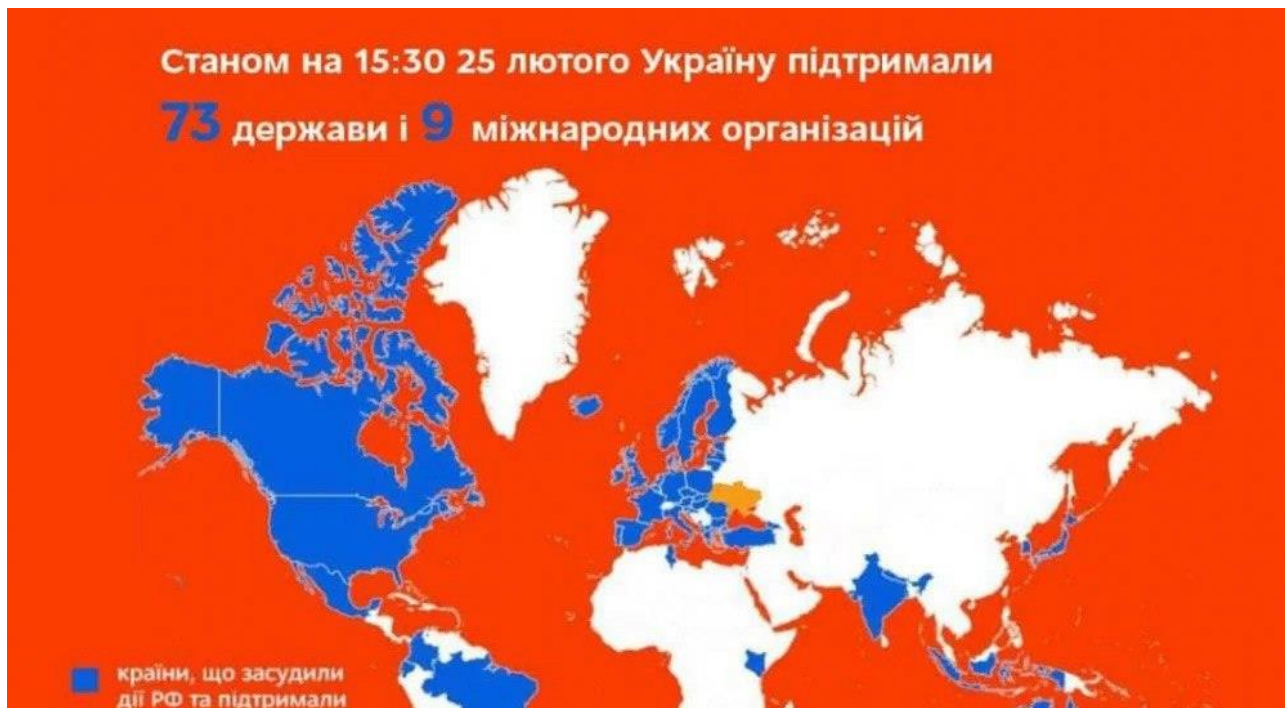 Станом на 15:30 25 лютого Україну підтримали
73 держави і 9 міжнародних організацій
країни, що засудили
дії РФ та підтримали